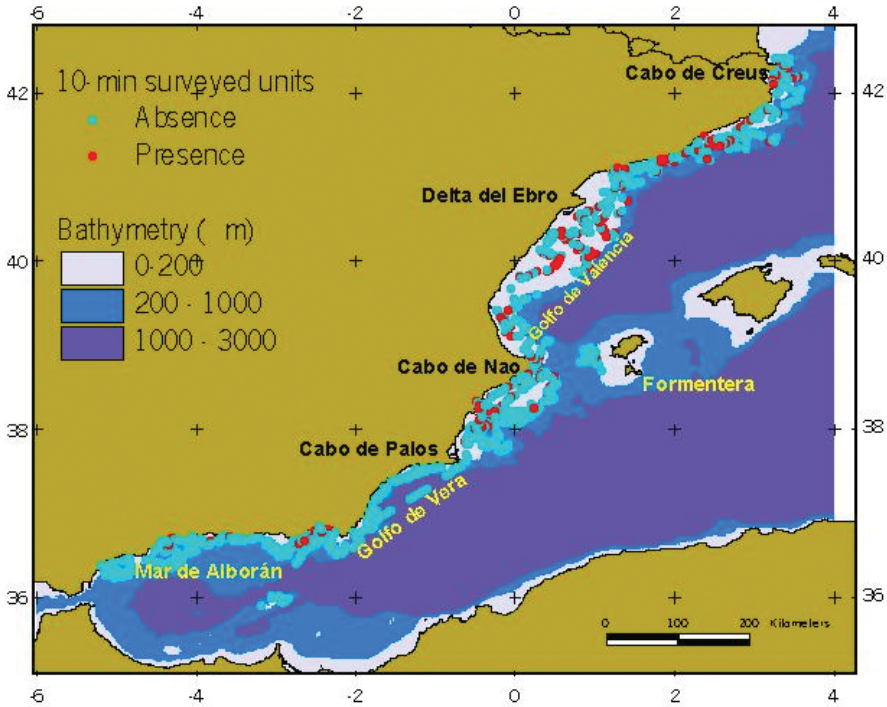 -6 -4 -2 0 2 4
42 42
40 40
38 38
36 36
-6 -4 -2 0 2 4
10- min surveyed units
Absence
Presence
Bathymetry ( m)
0-200
200 - 1000
1000 - 3000
Cabo de Creus
Delta del Ebro
Golfo de Valencia
Cabo de Nao
Formentera
Cabo de Palos
Golfo de Vera
Mar de Alborán
0 100 200 Kilometers